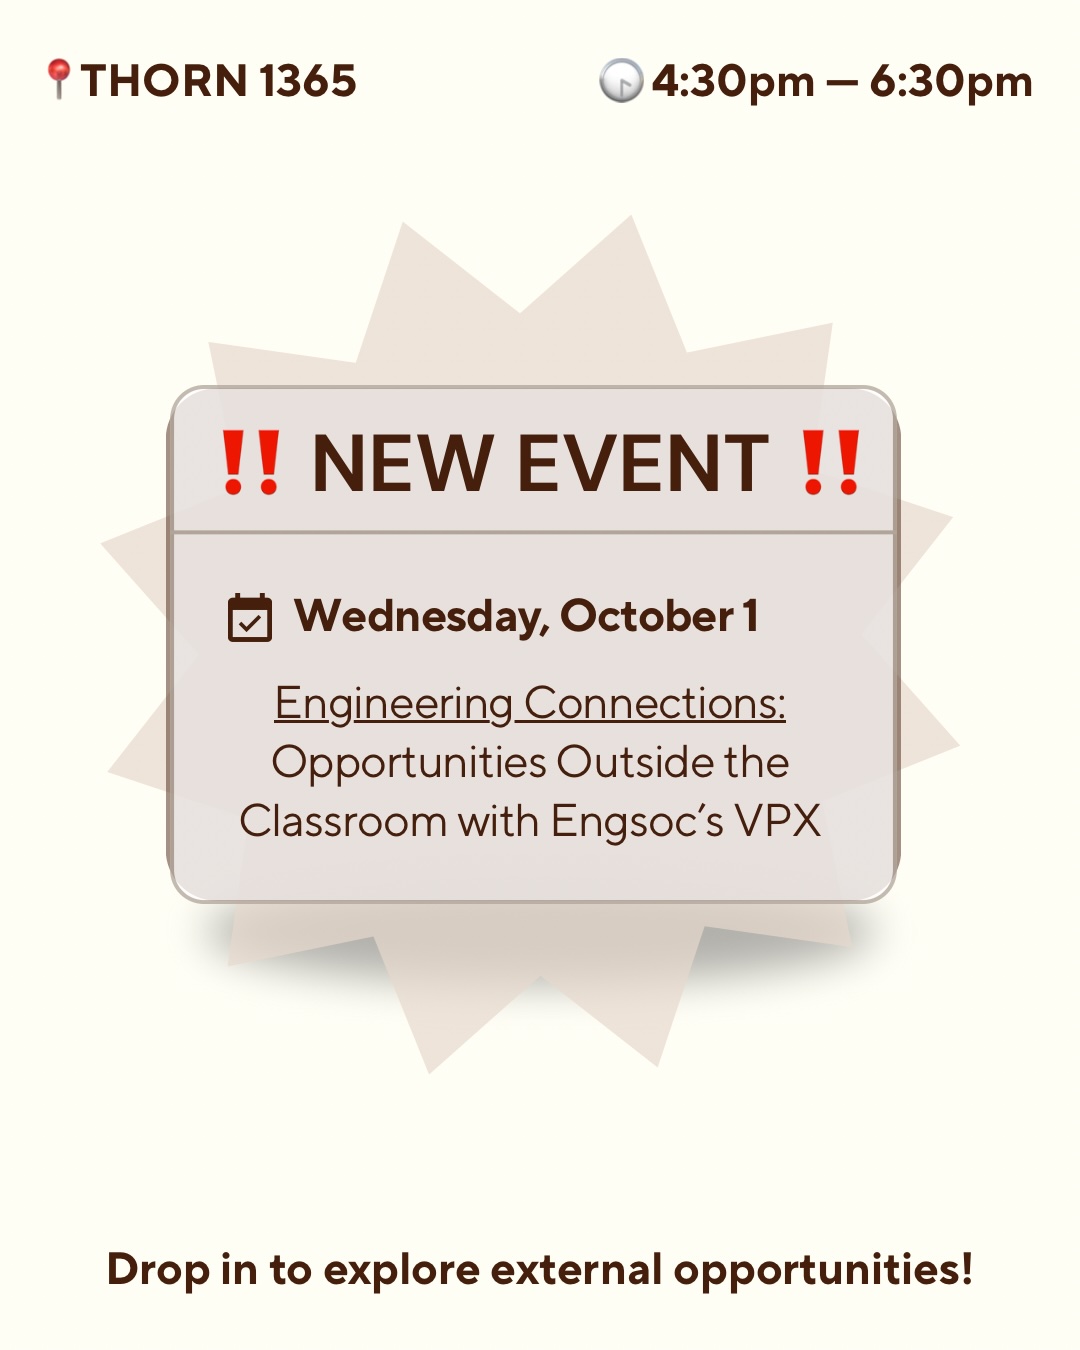 📍THORN 1365
🕟4:30pm — 6:30pm
‼️ NEW EVENT ‼️
Wednesday, October 1
Engineering Connections:
Opportunities Outside the
Classroom with Engsoc’s VPX
Drop in to explore external opportunities!